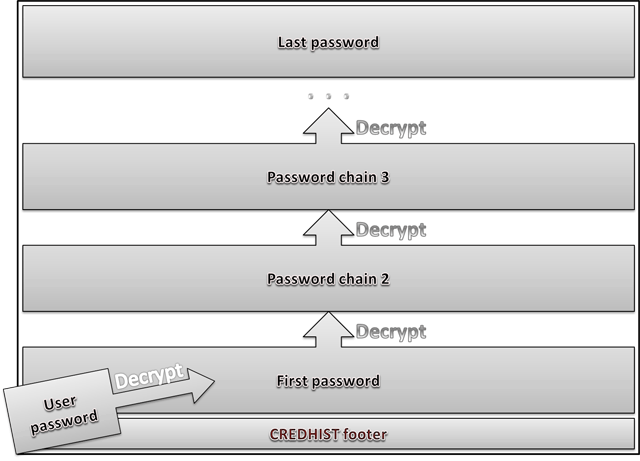 Last password
. . .
Decrypt
Password chain 3
Decrypt
Password chain 2
Decrypt
First password
Decrypt
User
password
CREDHIST footer